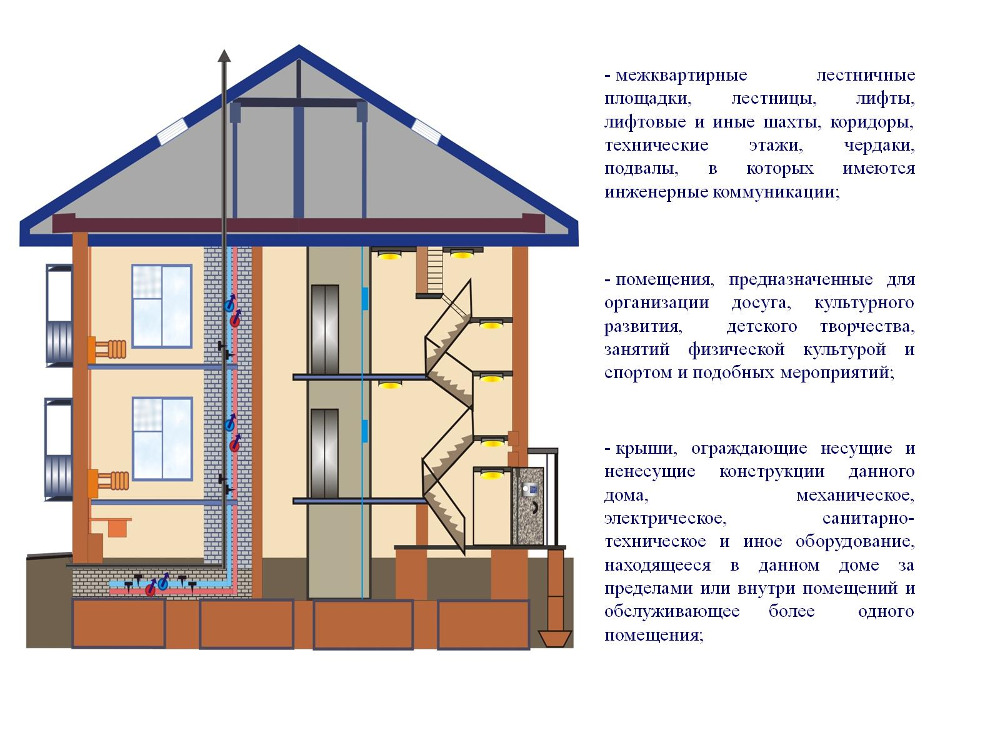 - межквартирные лестничные
площадки, лестницы, лифты,
лифтовые и иные шахты, коридоры,
технические этажи, чердаки,
подвалы, в которых имеются
инженерные коммуникации;
- помещения, предназначенные для
организации досуга, культурного
развития, детского творчества,
занятий физической культурой и
спортом и подобных мероприятий;
- крыши, ограждающие несущие и
ненесущие конструкции данного
дома, механическое,
электрическое, санитарно-
техническое и иное оборудование,
находящееся в данном доме за
пределами или внутри помещений и
обслуживающее более одного
помещения;